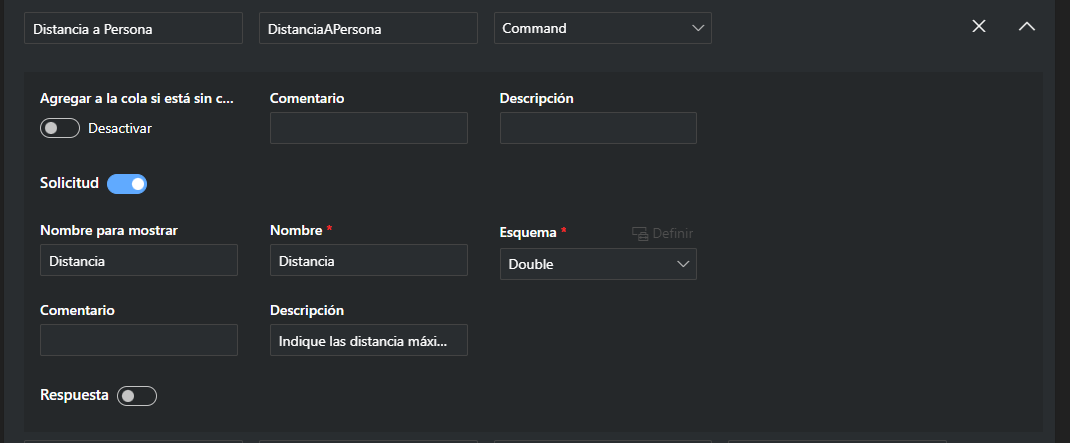 Distancia a Persona DistanciaAPersona Command
Agregar a la cola si está sin c... Comentario Descripción
Desactivar
Solicitud
Nombre para mostrar Nombre * Esquema * Definir
Distancia Distancia Double
Comentario Descripción
Indique las distancia máxi...
Respuesta